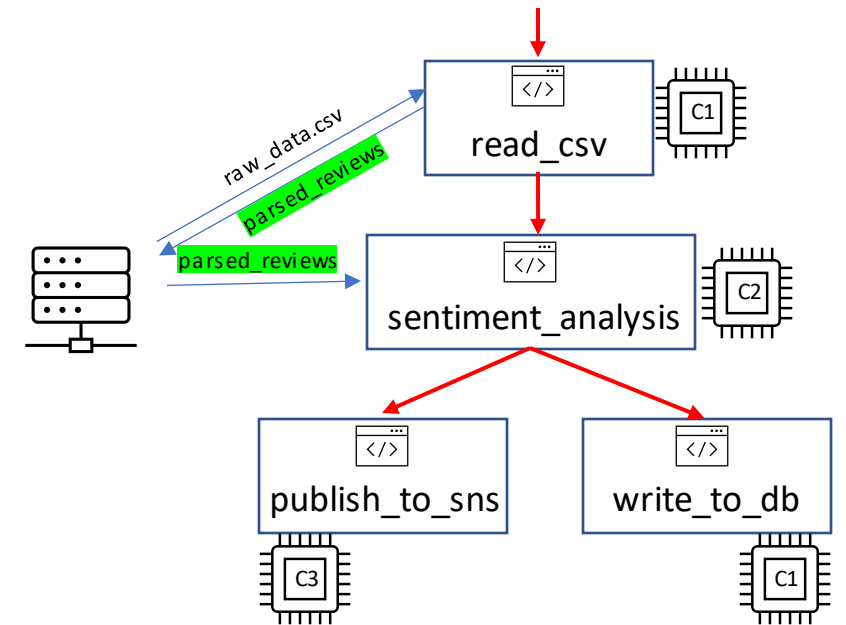 </>
read_csv
C1
raw_data.csv
parsed_reviews
parsed_reviews
</>
sentiment_analysis
C2
</>
publish_to_sns
C3
</>
write_to_db
C1